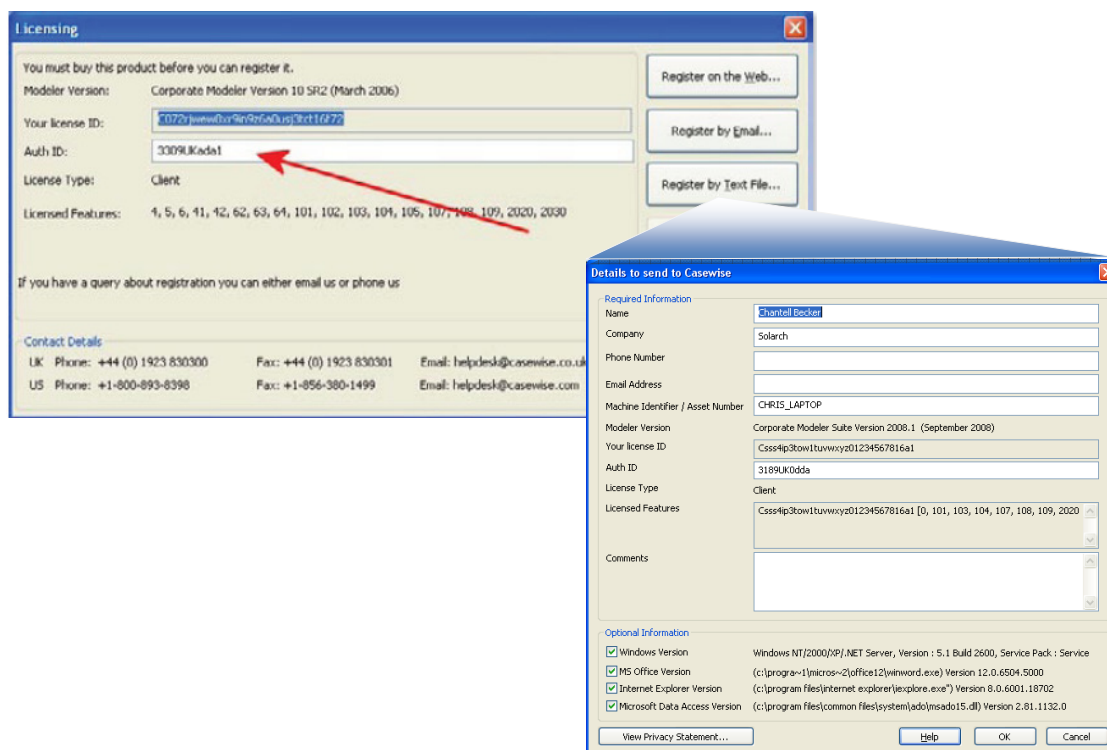 Licensing
You must buy this product before you can register it.
Modeler Version: Corporate Modeler Version 10 SR2 (March 2006)
Your license ID:
Auth ID: 3309UKada1
License Type: Client
Licensed Features: 4, 5, 6, 41, 42, 62, 63, 64, 101, 102, 103, 104, 105, 107, 108, 109, 2020, 2030
If you have a query about registration you can either email us or phone us
Contact Details
UK Phone: +44 (0) 1923 830300 Fax: +44 (0) 1923 830301 Email: helpdesk@casewise.co.uk
US Phone: +1-800-893-8398 Fax: +1-856-380-1499 Email: helpdesk@casewise.com
Register on the Web...
Register by Email...
Register by Text File...
Details to send to Casewise
Required Information
Name Chantell Becker
Company Solarch
Phone Number
Email Address
Machine Identifier / Asset Number CHRIS_LAPTOP
Modeler Version Corporate Modeler Suite Version 2008.1 (September 2008)
Your license ID Csss4ip3tow1tuvwxyz01234567816a1
Auth ID 3189UK0dda
License Type Client
Licensed Features Csss4ip3tow1tuvwxyz01234567816a1 [0, 101, 103, 104, 107, 108, 109, 2020
Comments
Optional Information
Windows Version Windows NT/2000/XP/.NET Server, Version : 5.1 Build 2600, Service Pack : Service
MS Office Version (c:\progra~1\micros~2\office12\winword.exe) Version 12.0.6504.5000
Internet Explorer Version (c:\program files\internet explorer\iexplore.exe") Version 8.0.6001.18702
Microsoft Data Access Version (c:\program files\common files\system\ado\msado15.dll) Version 2.81.1132.0
View Privacy Statement... Help OK Cancel